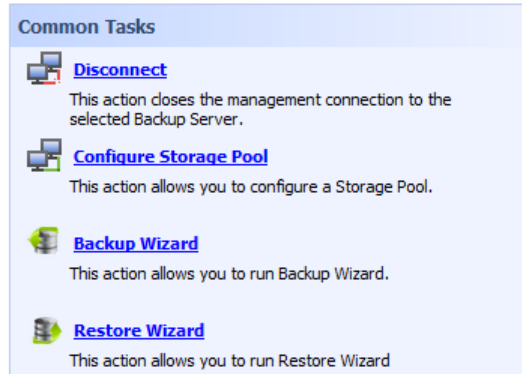 Common Tasks
Disconnect
This action closes the management connection to the
selected Backup Server.
Configure Storage Pool
This action allows you to configure a Storage Pool.
Backup Wizard
This action allows you to run Backup Wizard.
Restore Wizard
This action allows you to run Restore Wizard